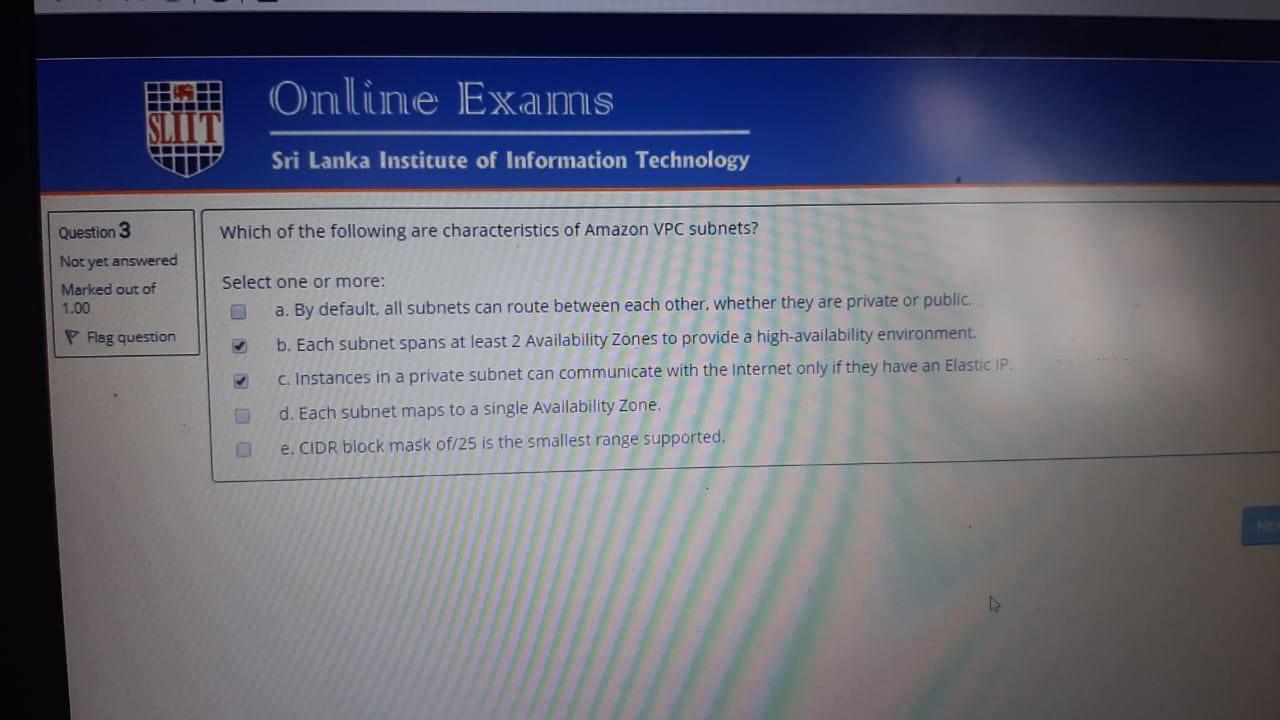 SLIIT
Online Exams
Sri Lanka Institute of Information Technology
Question 3
Not yet answered
Marked out of
1.00
Flag question
Which of the following are characteristics of Amazon VPC subnets?
Select one or more:
a. By default, all subnets can route between each other, whether they are private or public.
b. Each subnet spans at least 2 Availability Zones to provide a high-availability environment.
c. Instances in a private subnet can communicate with the Internet only if they have an Elastic IP.
d. Each subnet maps to a single Availability Zone.
e. CIDR block mask of/25 is the smallest range supported.